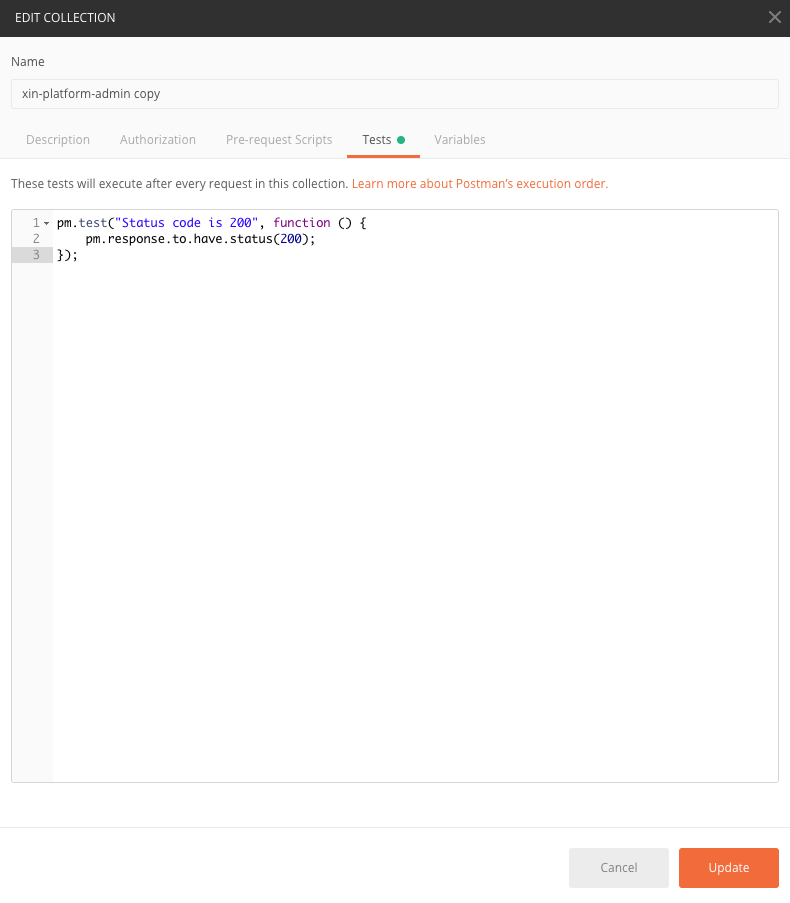 EDIT COLLECTION
Name
xin-platform-admin copy
Description Authorization Pre-request Scripts Tests Variables
These tests will execute after every request in this collection. Learn more about Postman's execution order.
1 pm.test("Status code is 200", function () {
2     pm.response.to.have.status(200);
3 });
Cancel Update